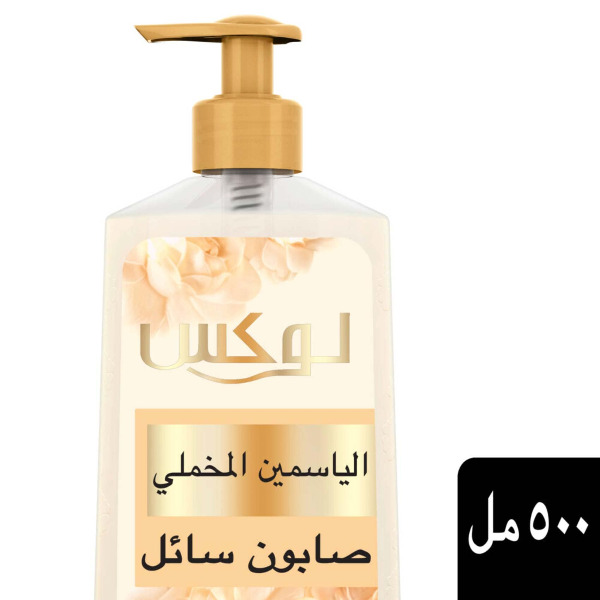 لوكس
الياسمين المخملي
صابون سائل
٥٠٠ مل